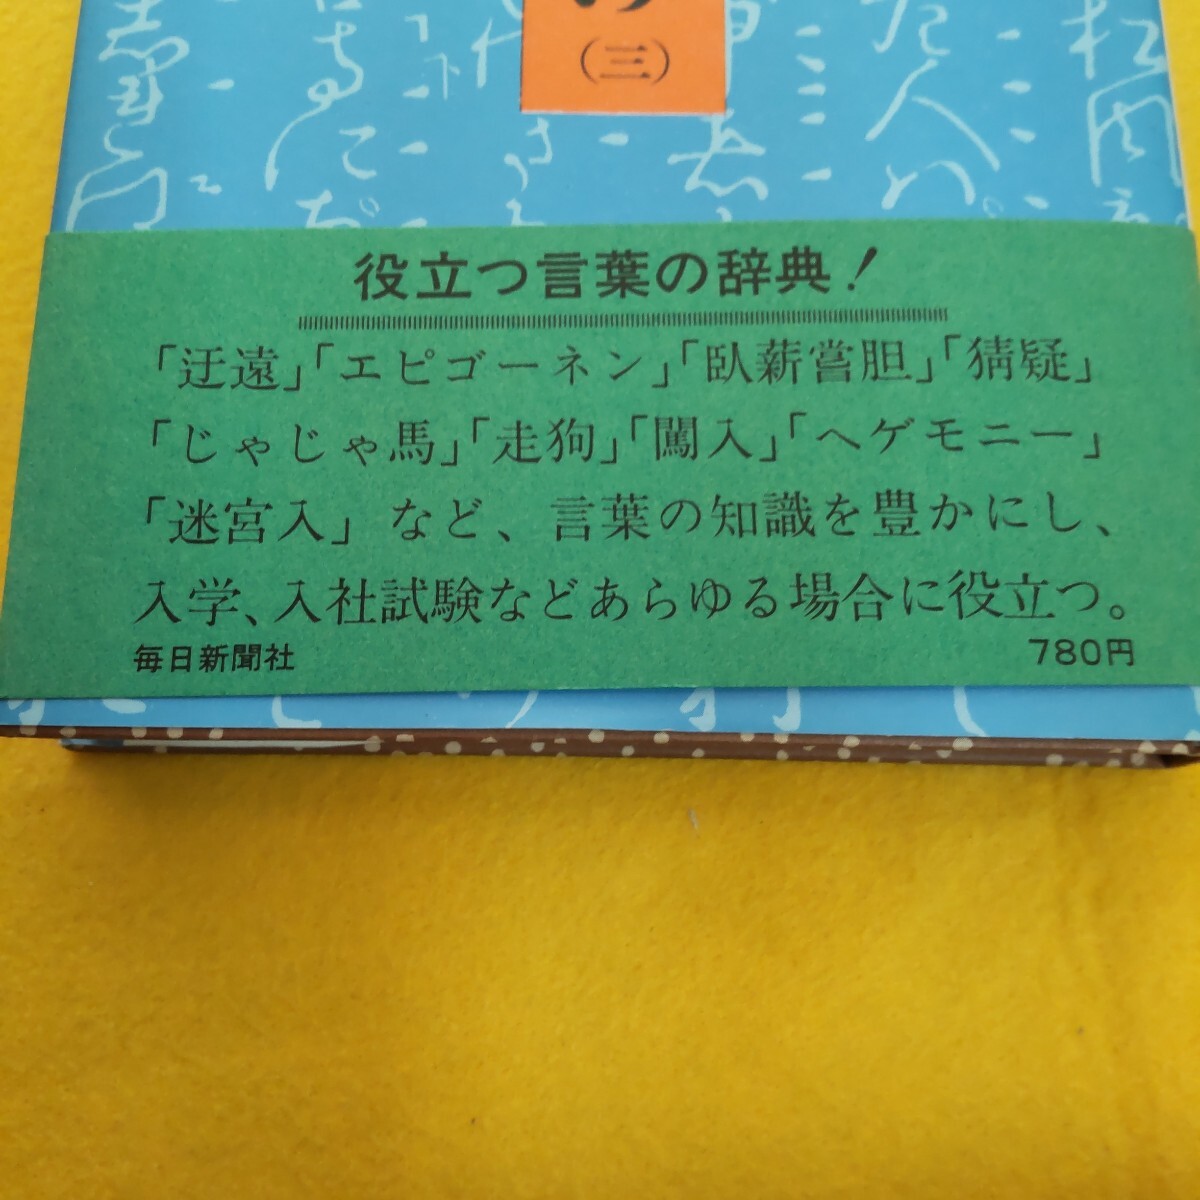 (三)
役立つ言葉の辞典!
「迂遠」「エピゴーネン」「臥薪嘗胆」「猜疑」
「じゃじゃ馬」「走狗」「闖入」「ヘゲモニー」
「迷宮入」など、言葉の知識を豊かにし、
入学、入社試験などあらゆる場合に役立つ。
毎日新聞社
780円